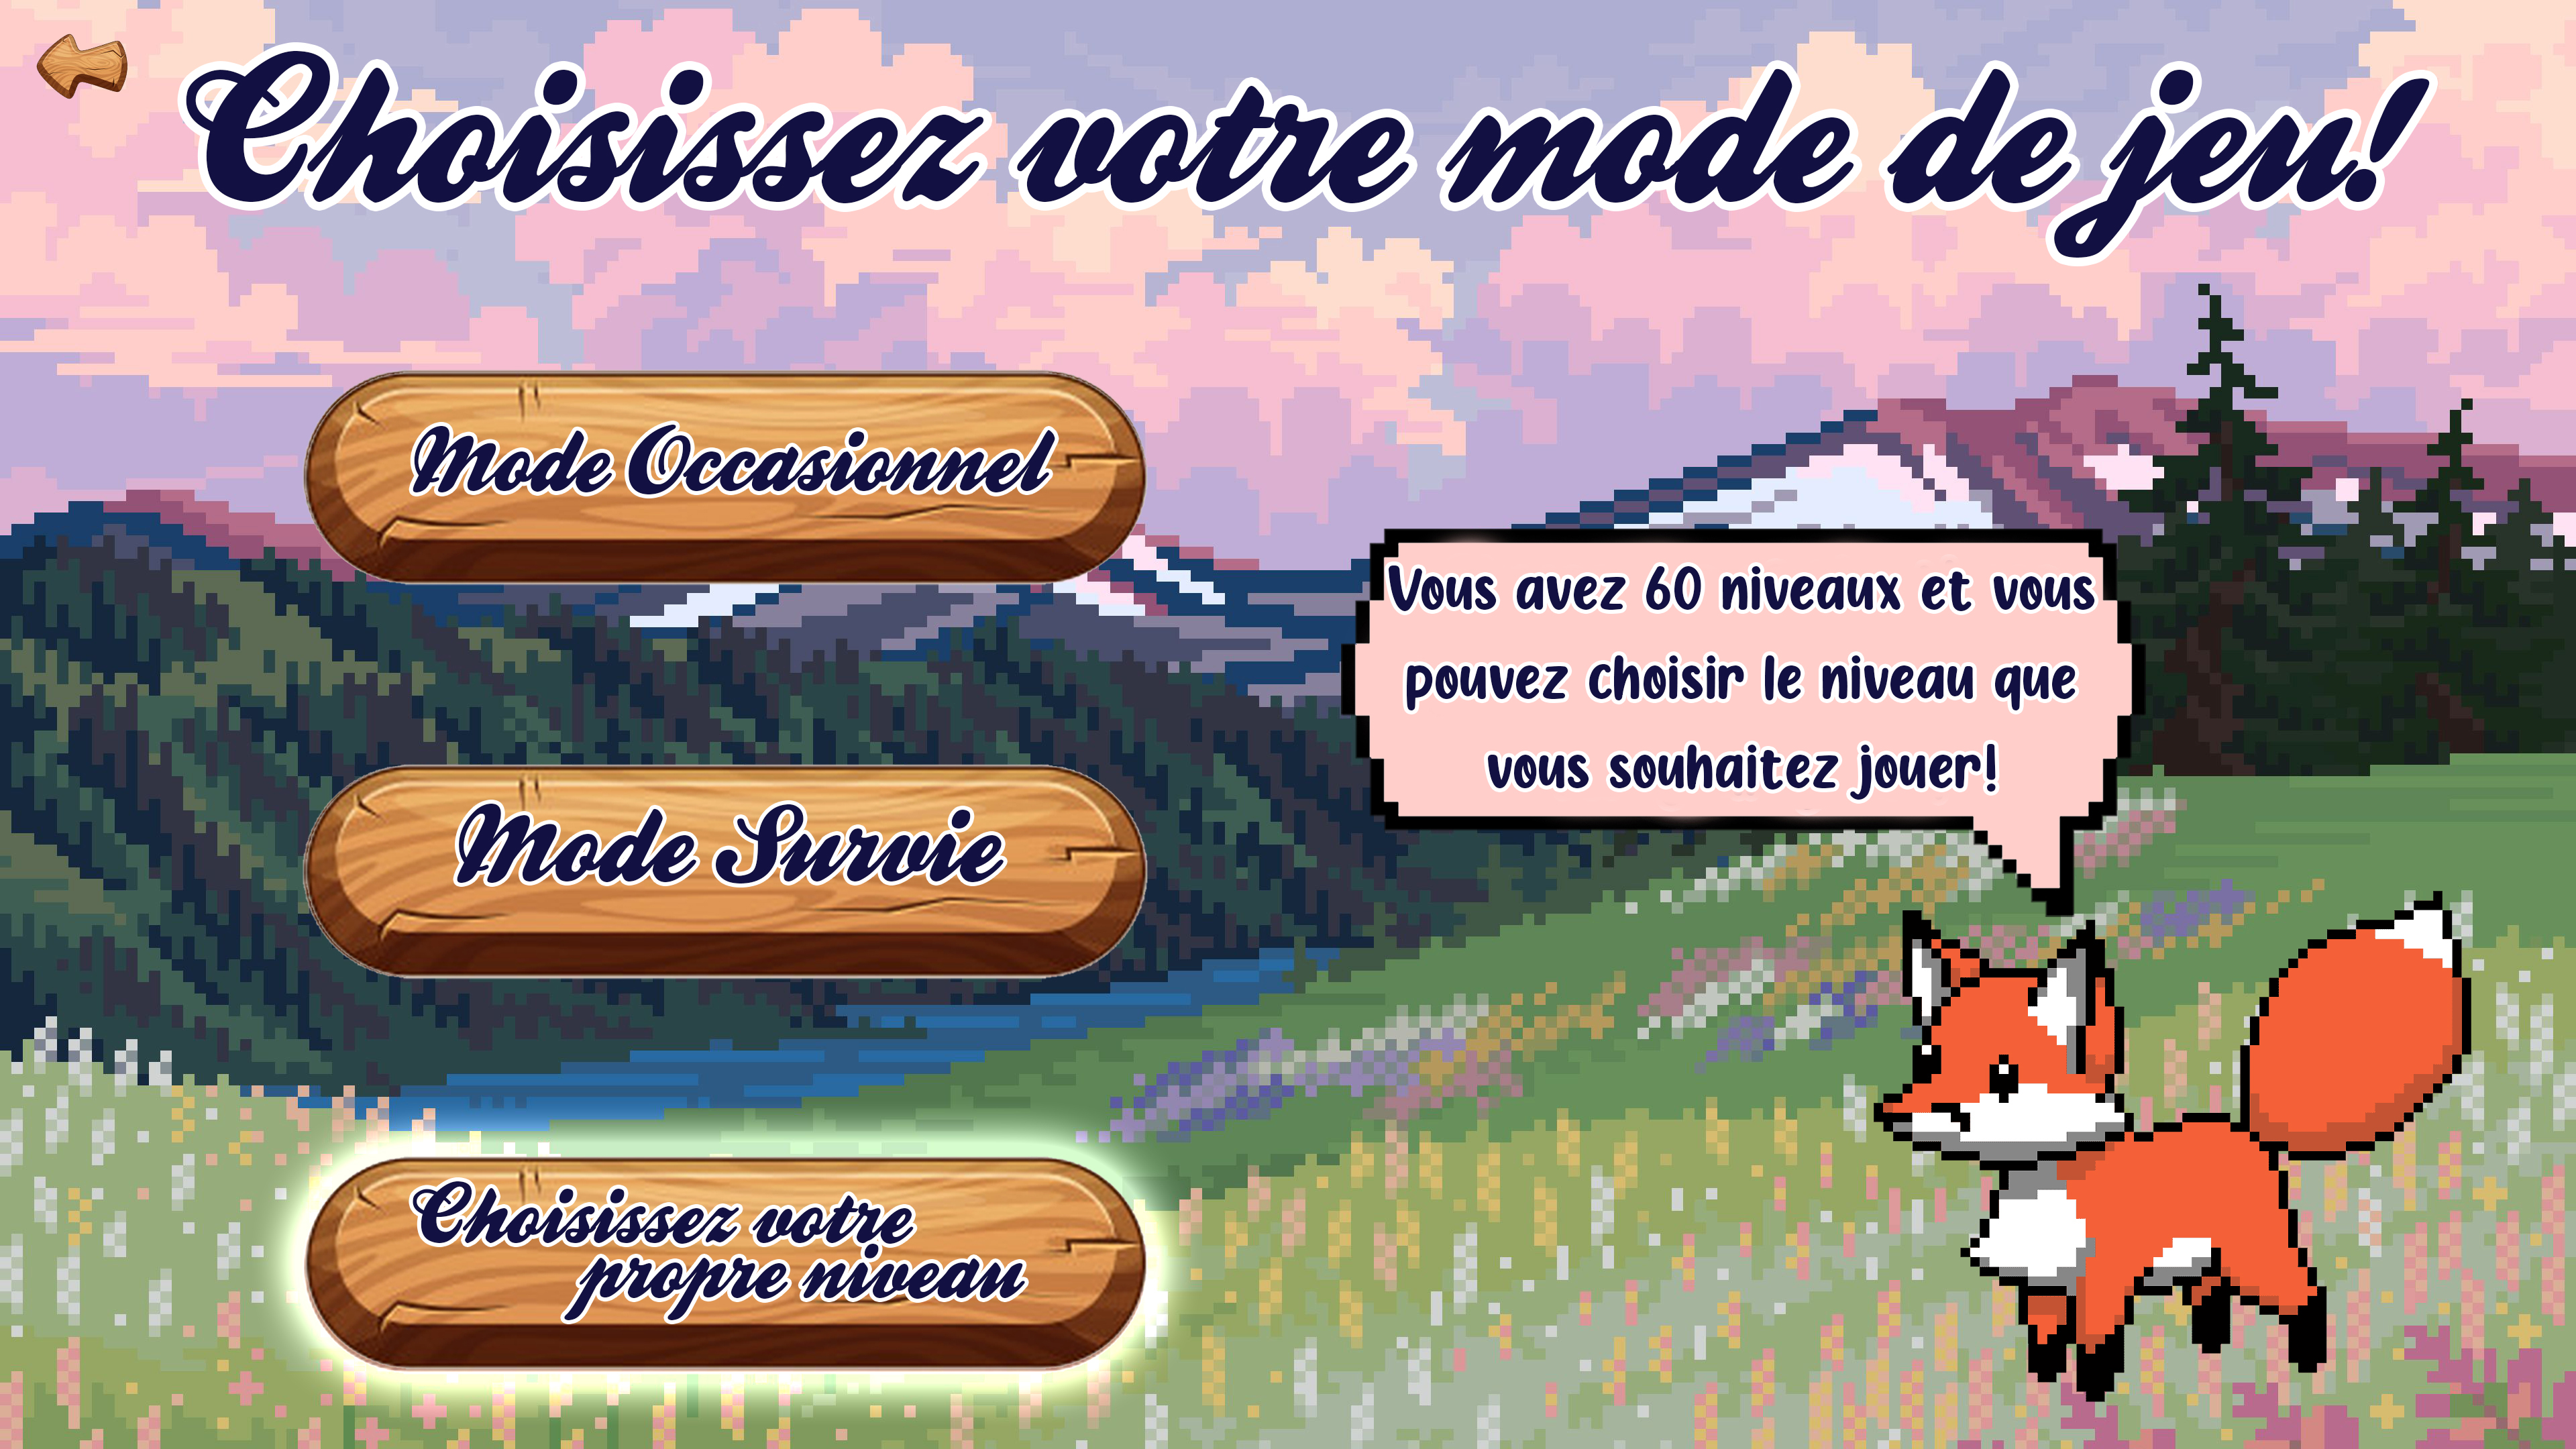 Choisissez votre mode de jeu!
Mode Occasionnel
Mode Survie
Choisissez votre
propre niveau
Vous avez 60 niveaux et vous
pouvez choisir le niveau que
vous souhaitez jouer!